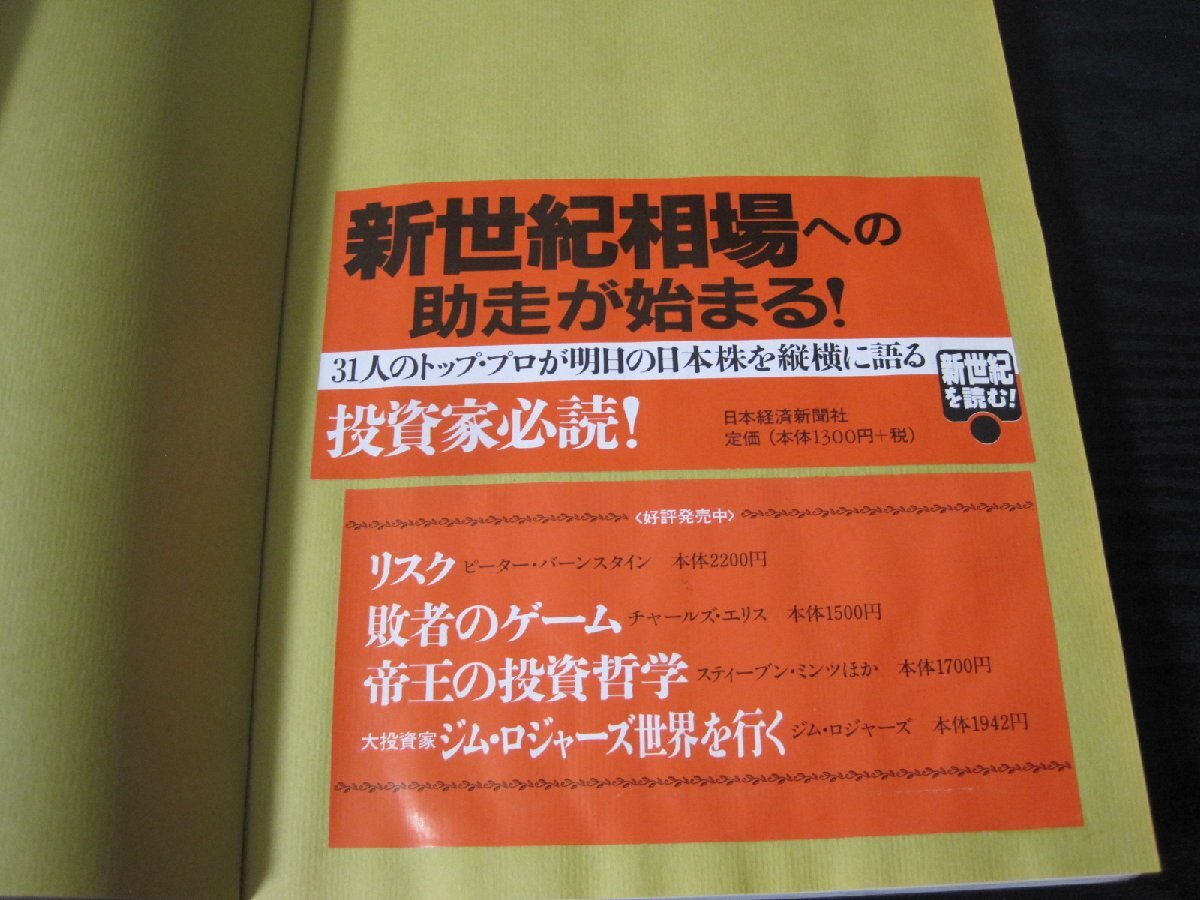 新世紀相場への
助走が始まる!
31人のトップ・プロが明日の日本株を縦横に語る
投資家必読!
日本経済新聞社
定価(本体1300円+税)
新世紀
を読む!
〈好評発売中〉
リスク ピーター・バーンスタイン 本体2200円
敗者のゲーム チャールズ・エリス 本体1500円
帝王の投資哲学 スティーブン・ミンツほか 本体1700円
大投資家 ジム・ロジャーズ世界を行く ジム・ロジャーズ 本体1942円